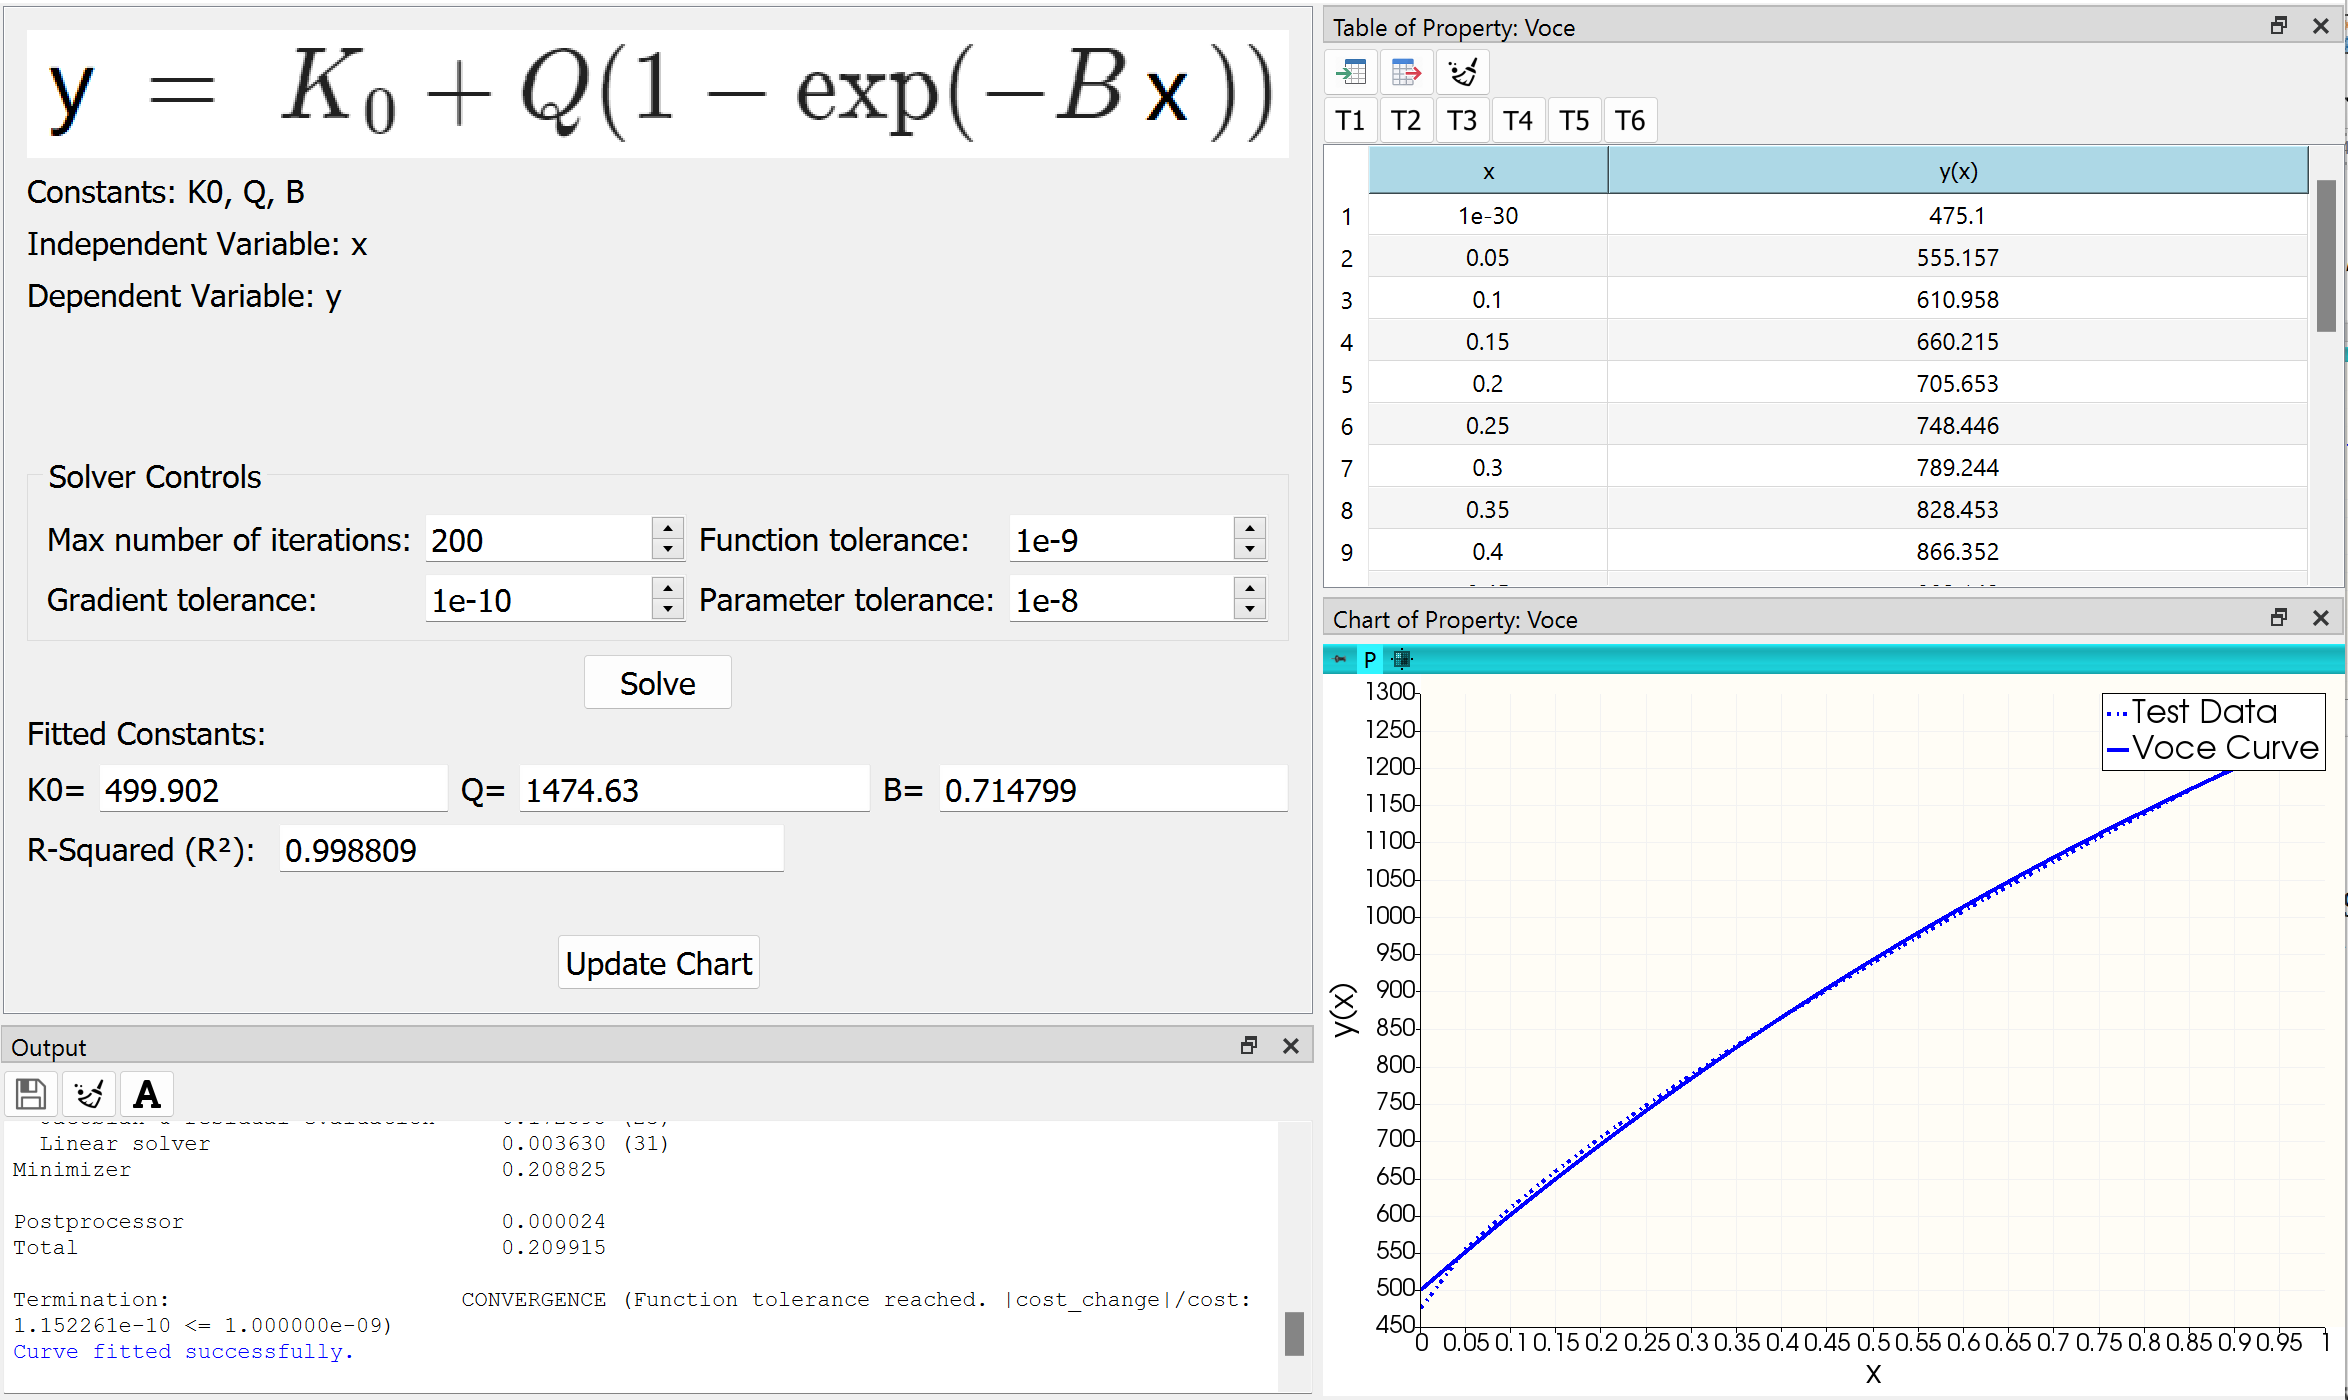 y = K0 + Q(1 − exp(−B x))
Constants: K0, Q, B
Independent Variable: x
Dependent Variable: y
Solver Controls
Max number of iterations: 200 Function tolerance: 1e-9
Gradient tolerance: 1e-10 Parameter tolerance: 1e-8
Solve
Fitted Constants:
K0= 499.902 Q= 1474.63 B= 0.714799
R-Squared (R²): 0.998809
Update Chart
Output
A
Linear solver 0.003630 (31)
Minimizer 0.208825
Postprocessor 0.000024
Total 0.209915
Termination: CONVERGENCE (Function tolerance reached. |cost_change|/cost:
1.152261e-10 <= 1.000000e-09)
Curve fitted successfully.
Table of Property: Voce
T1 T2 T3 T4 T5 T6
x y(x)
1 1e-30 475.1
2 0.05 555.157
3 0.1 610.958
4 0.15 660.215
5 0.2 705.653
6 0.25 748.446
7 0.3 789.244
8 0.35 828.453
9 0.4 866.352
Chart of Property: Voce
P
Test Data
Voce Curve
1300
1250
1200
1150
1100
1050
1000
950
900
850
800
750
700
650
600
550
500
450
y(x)
0 0.05 0.1 0.15 0.2 0.25 0.3 0.35 0.4 0.45 0.5 0.55 0.6 0.65 0.7 0.75 0.8 0.85 0.9 0.95 1
x